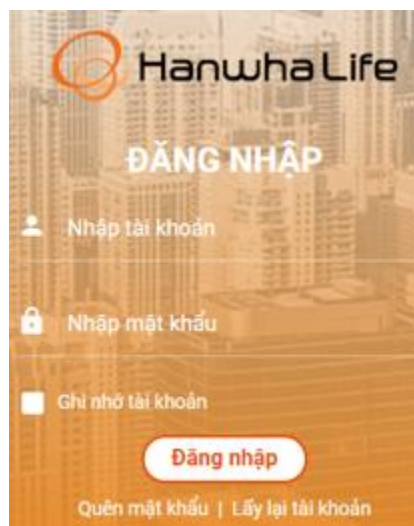 Hanwha Life
ĐĂNG NHẬP
Nhập tài khoản
Nhập mật khẩu
Ghi nhớ tài khoản
Đăng nhập
Quên mật khẩu | Lấy lại tài khoản